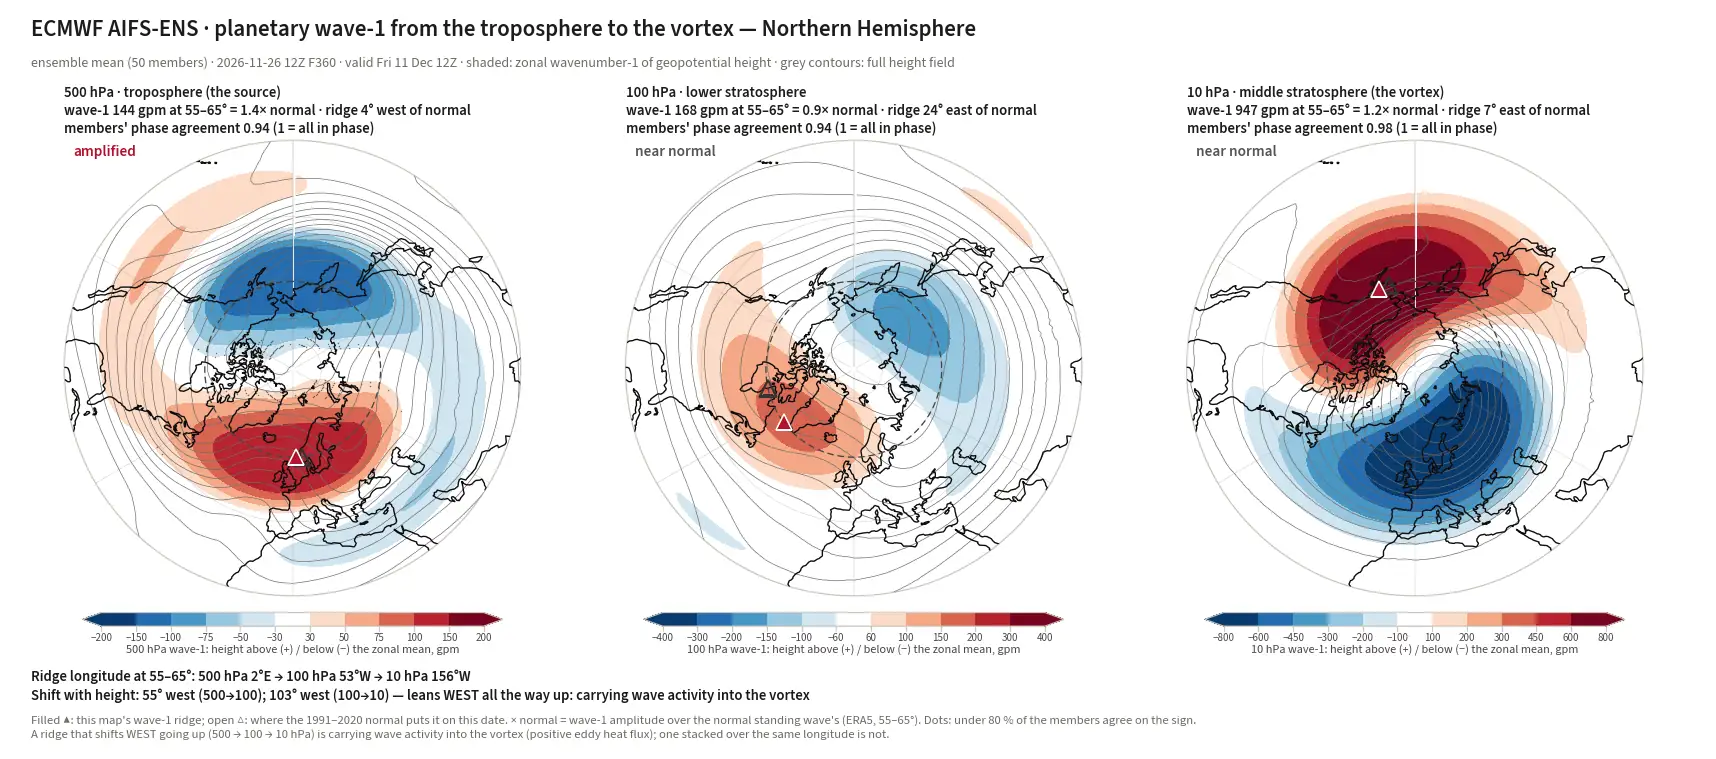 ECMWF AIFS-ENS · planetary wave-1 from the troposphere to the vortex — Northern Hemisphere
ensemble mean (50 members) · 2026-11-26 12Z F360 · valid Fri 11 Dec 12Z · shaded: zonal wavenumber-1 of geopotential height · grey contours: full height field
500 hPa · troposphere (the source)
wave-1 144 gpm at 55–65° = 1.4× normal · ridge 4° west of normal
members' phase agreement 0.94 (1 = all in phase)
amplified
100 hPa · lower stratosphere
wave-1 168 gpm at 55–65° = 0.9× normal · ridge 24° east of normal
members' phase agreement 0.94 (1 = all in phase)
near normal
10 hPa · middle stratosphere (the vortex)
wave-1 947 gpm at 55–65° = 1.2× normal · ridge 7° east of normal
members' phase agreement 0.98 (1 = all in phase)
near normal
−200 −150 −100 −75 −50 −30 30 50 75 100 150 200
500 hPa wave-1: height above (+) / below (−) the zonal mean, gpm
−400 −300 −200 −150 −100 −60 60 100 150 200 300 400
100 hPa wave-1: height above (+) / below (−) the zonal mean, gpm
−800 −600 −450 −300 −200 −100 100 200 300 450 600 800
10 hPa wave-1: height above (+) / below (−) the zonal mean, gpm
Ridge longitude at 55–65°: 500 hPa 2°E → 100 hPa 53°W → 10 hPa 156°W
Shift with height: 55° west (500→100); 103° west (100→10) — leans WEST all the way up: carrying wave activity into the vortex
Filled ▲: this map's wave-1 ridge; open △: where the 1991–2020 normal puts it on this date. × normal = wave-1 amplitude over the normal standing wave's (ERA5, 55–65°). Dots: under 80 % of the members agree on the sign.
A ridge that shifts WEST going up (500 → 100 → 10 hPa) is carrying wave activity into the vortex (positive eddy heat flux); one stacked over the same longitude is not.